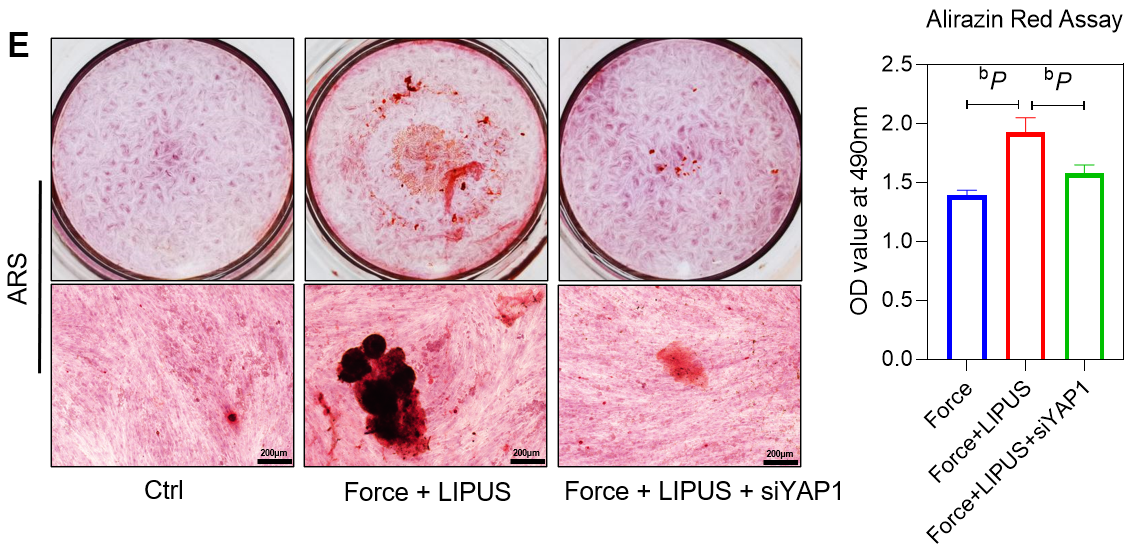 E
ARS
200µm
200µm
200µm
Ctrl
Force + LIPUS
Force + LIPUS + siYAP1
Alirazin Red Assay
OD value at 490nm
2.5
2.0
1.5
1.0
0.5
0.0
bP
bP
Force
Force+LIPUS
Force+LIPUS+siYAP1